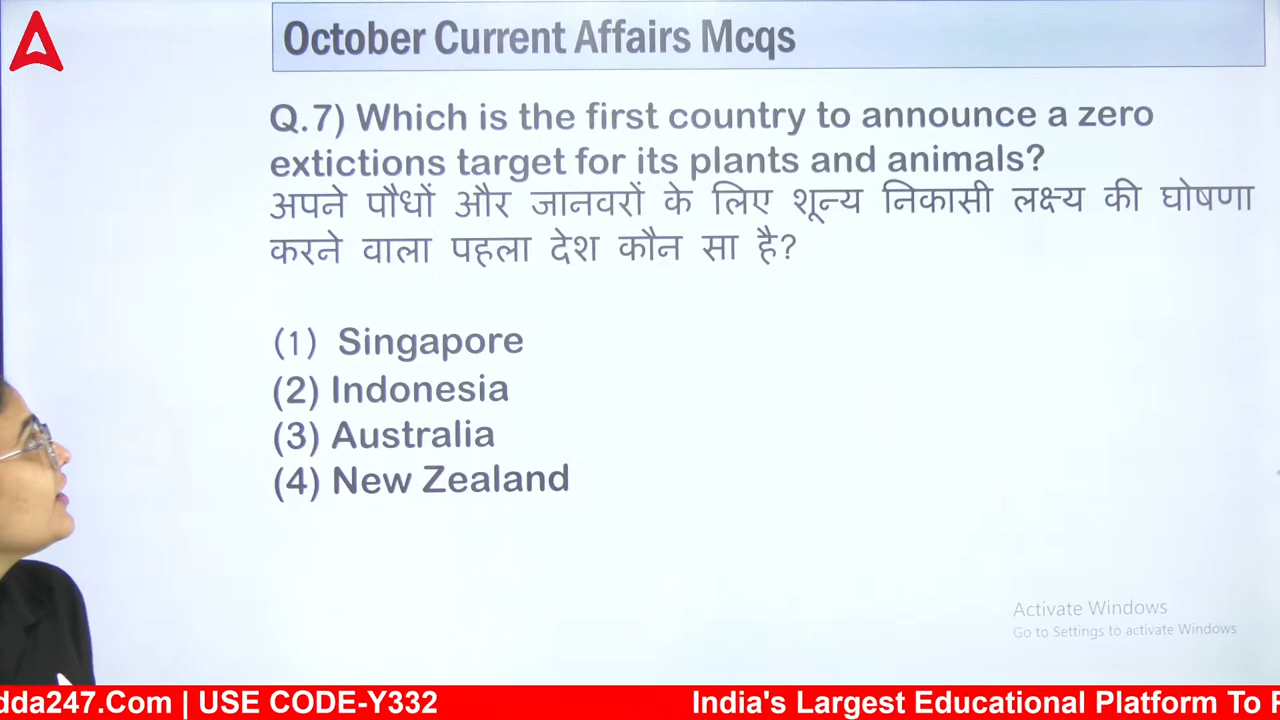 October Current Affairs Mcqs
Q.7) Which is the first country to announce a zero
extictions target for its plants and animals?
अपने पौधों और जानवरों के लिए शून्य निकासी लक्ष्य की घोषणा
करने वाला पहला देश कौन सा है?
(1) Singapore
(2) Indonesia
(3) Australia
(4) New Zealand
Activate Windows
Go to Settings to activate Windows
dda247.Com | USE CODE-Y332
India's Largest Educational Platform To